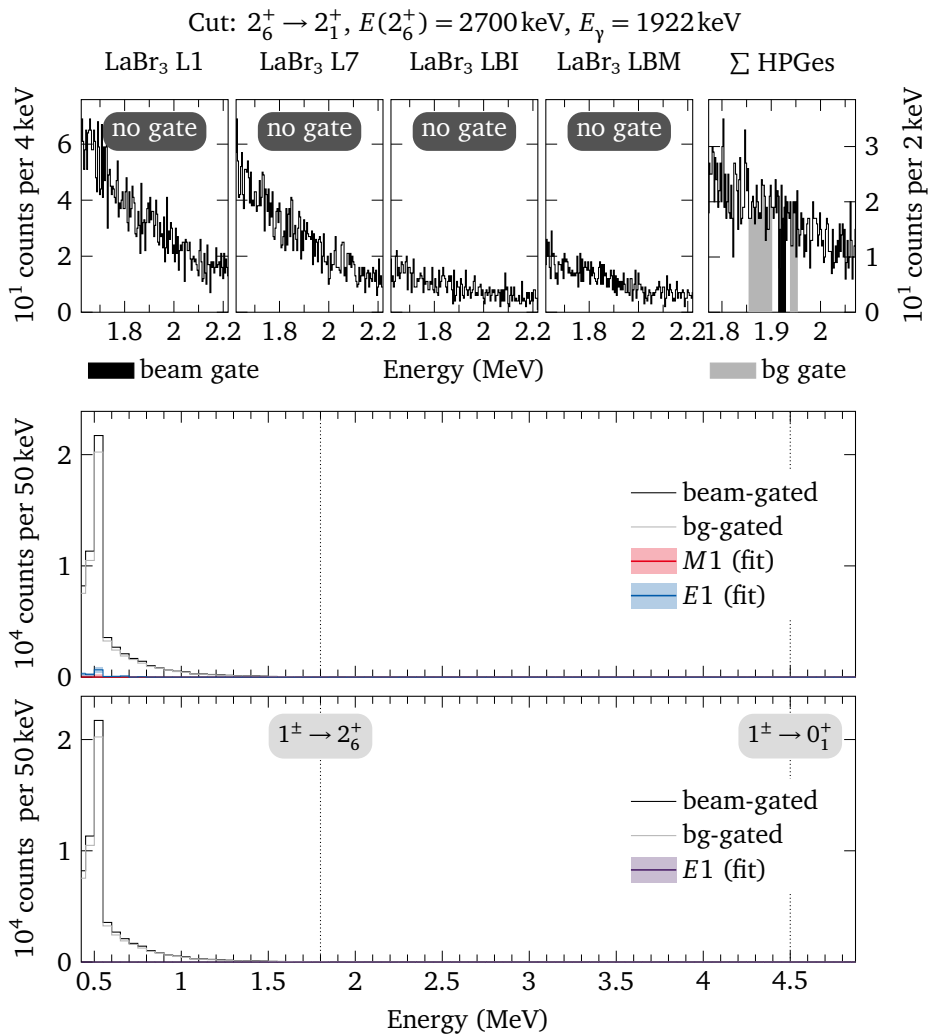 Cut: 2₆⁺ → 2₁⁺, E(2₆⁺) = 2700 keV, Eγ = 1922 keV
LaBr₃ L1 LaBr₃ L7 LaBr₃ LBI LaBr₃ LBM ∑ HPGes
no gate no gate no gate no gate
10¹ counts per 4 keV
0 2 4 6
10¹ counts per 2 keV
0 1 2 3
1.8 2 2.2 1.8 2 2.2 1.8 2 2.2 1.8 2 2.2 1.8 1.9 2
beam gate Energy (MeV) bg gate
10⁴ counts per 50 keV
0 1 2
beam-gated
bg-gated
M1 (fit)
E1 (fit)
10⁴ counts per 50 keV
0 1 2
1± → 2₆⁺ 1± → 0₁⁺
beam-gated
bg-gated
E1 (fit)
0.5 1 1.5 2 2.5 3 3.5 4 4.5
Energy (MeV)